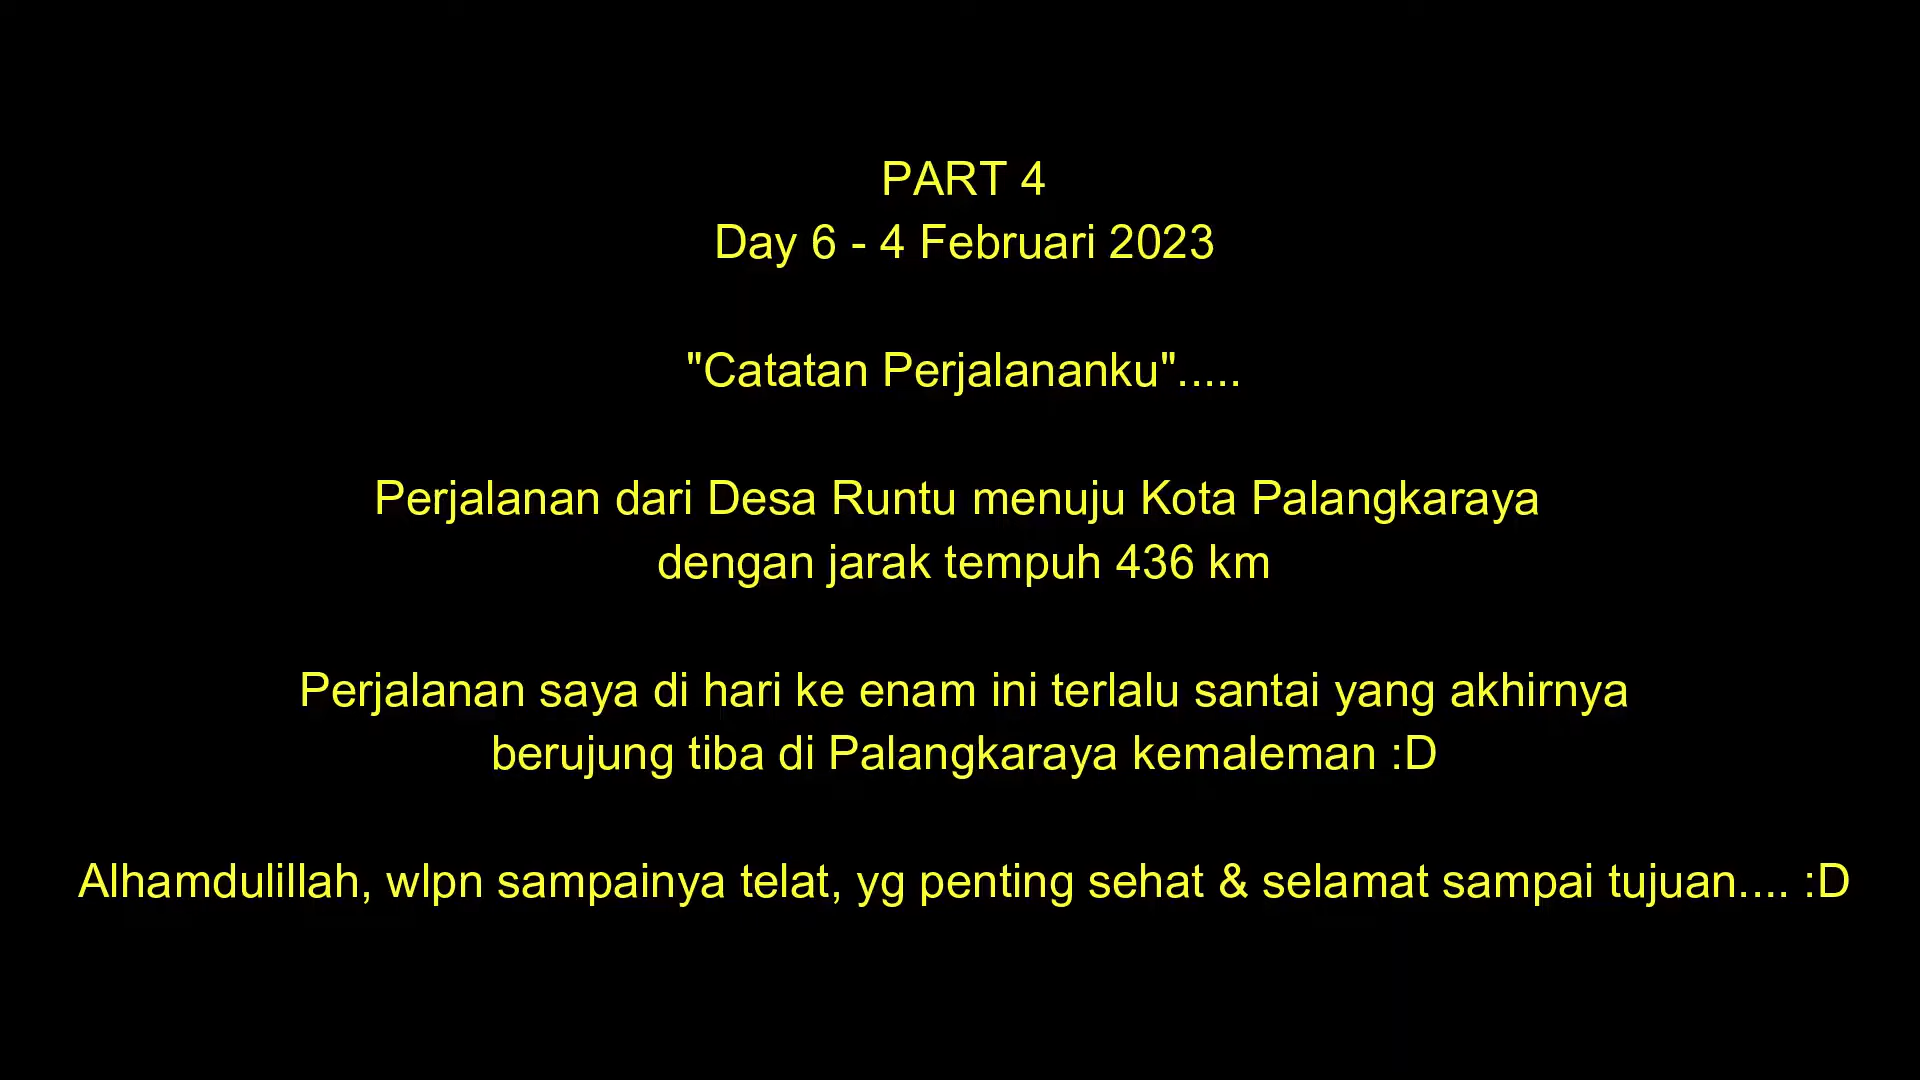 PART 4
Day 6 - 4 Februari 2023
"Catatan Perjalananku".....
Perjalanan dari Desa Runtu menuju Kota Palangkaraya
dengan jarak tempuh 436 km
Perjalanan saya di hari ke enam ini terlalu santai yang akhirnya
berujung tiba di Palangkaraya kemaleman :D
Alhamdulillah, wlpn sampainya telat, yg penting sehat & selamat sampai tujuan.... :D